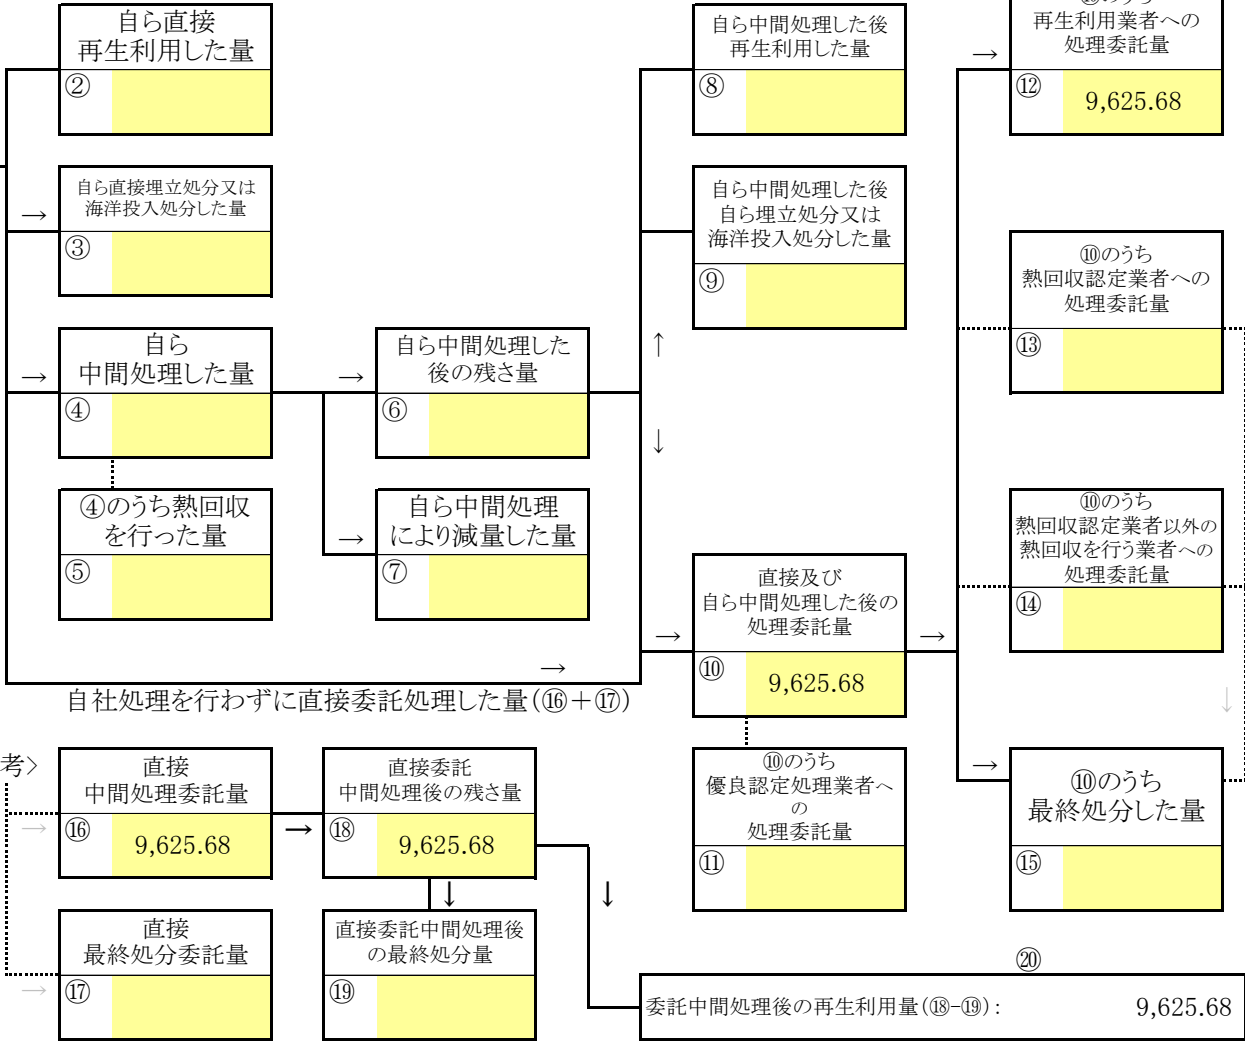 自ら直接
再生利用した量
②
→
自ら直接埋立処分又は
海洋投入処分した量
③
→
自ら
中間処理した量
④
④のうち熱回収
を行った量
⑤
→
自ら中間処理した
後の残さ量
⑥
→
自ら中間処理
により減量した量
⑦
自ら中間処理した後
再生利用した量
⑧
自ら中間処理した後
自ら埋立処分又は
海洋投入処分した量
⑨
↑
↓
→
直接及び
自ら中間処理した後の
処理委託量
⑩
9,625.68
⑩のうち
優良認定処理業者へ
の
処理委託量
⑪
→
→
再生利用業者への
処理委託量
⑫
9,625.68
⑩のうち
熱回収認定業者への
処理委託量
⑬
⑩のうち
熱回収認定業者以外の
熱回収を行う業者への
処理委託量
⑭
↓
→
⑩のうち
最終処分した量
⑮
→
自社処理を行わずに直接委託処理した量(⑯+⑰)
考>
→
直接
中間処理委託量
⑯
9,625.68
→
直接委託
中間処理後の残さ量
⑱
9,625.68
↓
↓
→
直接
最終処分委託量
⑰
直接委託中間処理後
の最終処分量
⑲
⑳
委託中間処理後の再生利用量(⑱-⑲):
9,625.68